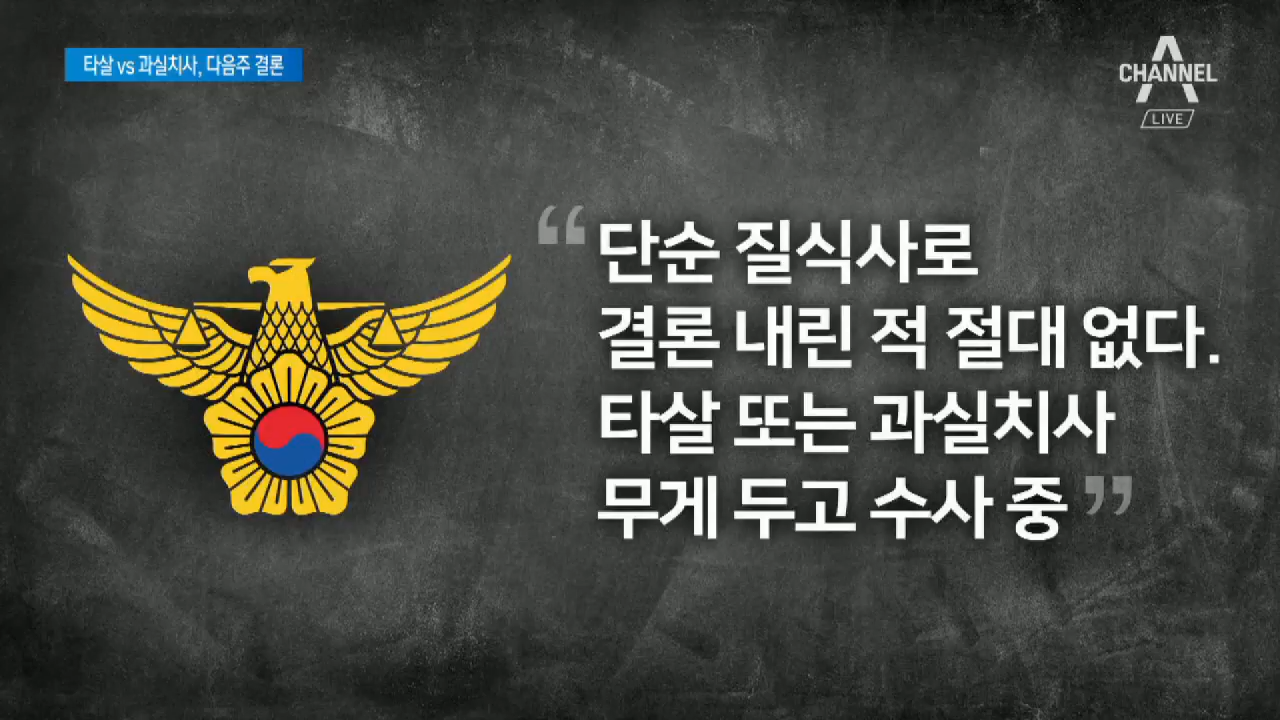 타살 vs 과실치사, 다음주 결론
CHANNEL A
LIVE
“단순 질식사로
결론 내린 적 절대 없다.
타살 또는 과실치사
무게 두고 수사 중”